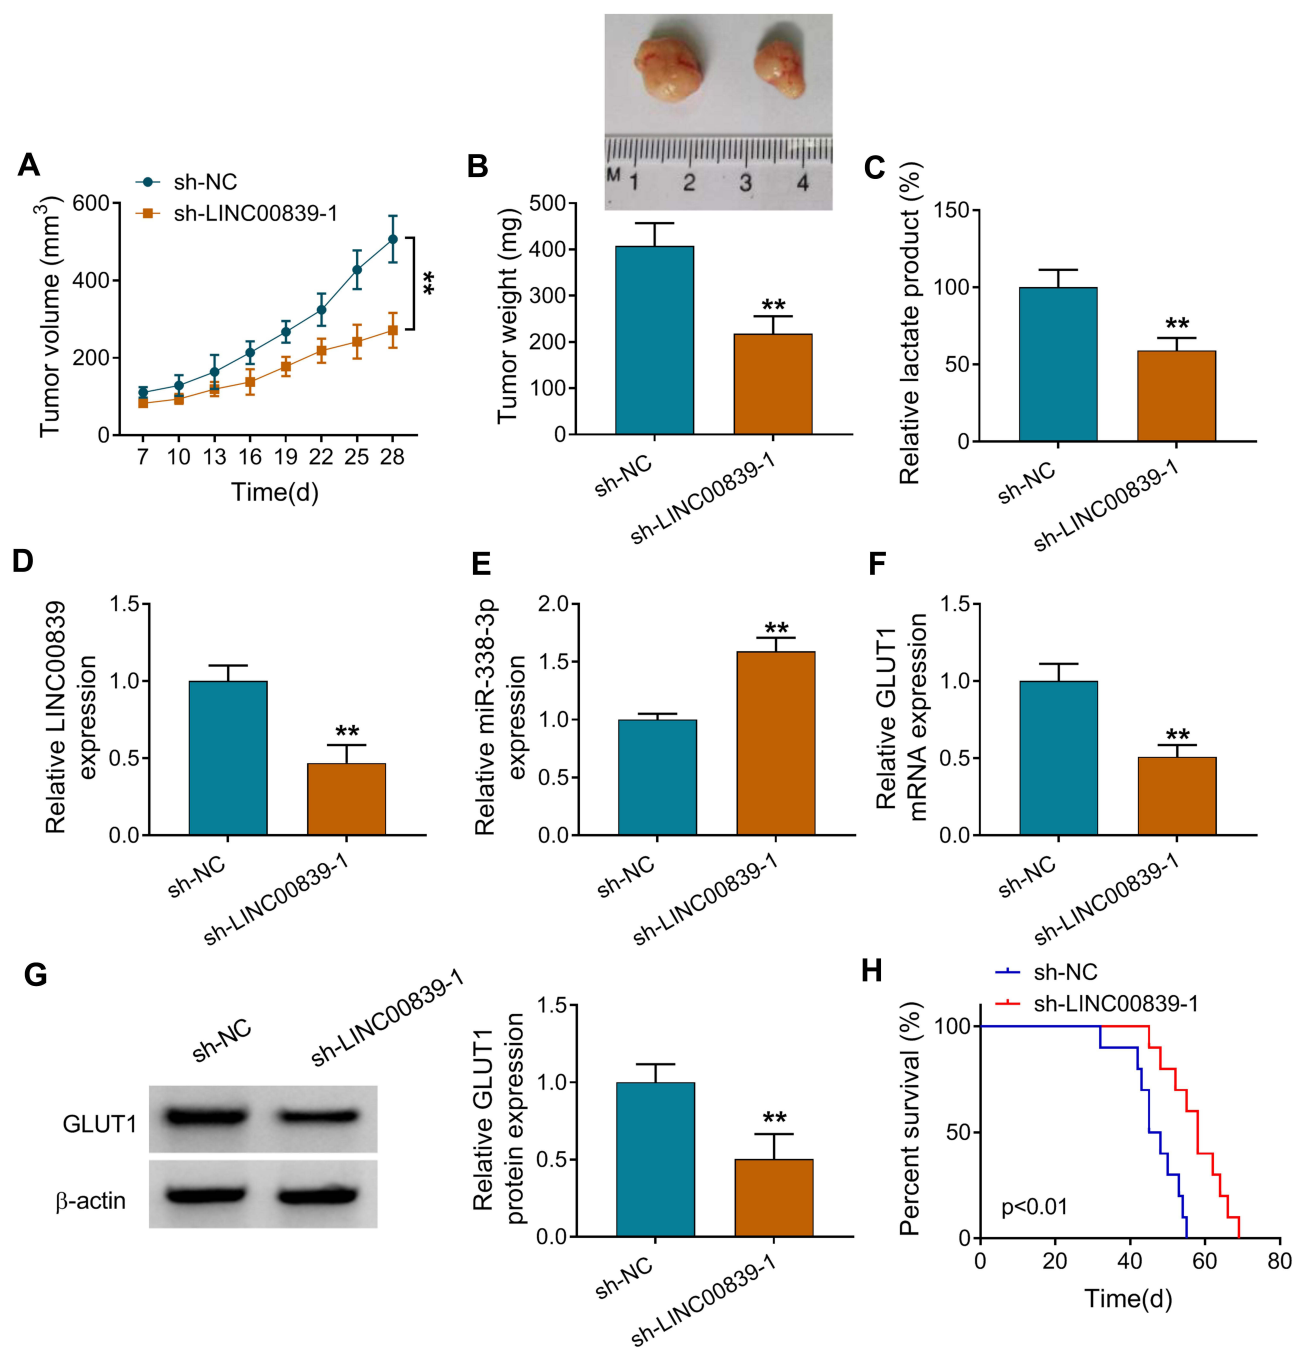 A
sh-NC
sh-LINC00839-1
Tumor volume (mm³)
600
400
200
0
**
7 10 13 16 19 22 25 28
Time(d)
B
M 1 2 3 4
Tumor weight (mg)
500
400
300
200
100
0
**
sh-NC
sh-LINC00839-1
C
Relative lactate product (%)
150
100
50
0
**
sh-NC
sh-LINC00839-1
D
Relative LINC00839
expression
1.5
1.0
0.5
0.0
**
sh-NC
sh-LINC00839-1
E
Relative miR-338-3p
expression
2.0
1.5
1.0
0.5
0.0
**
sh-NC
sh-LINC00839-1
F
Relative GLUT1
mRNA expression
1.5
1.0
0.5
0.0
**
sh-NC
sh-LINC00839-1
G
sh-NC
sh-LINC00839-1
GLUT1
β-actin
Relative GLUT1
protein expression
1.5
1.0
0.5
0.0
**
sh-NC
sh-LINC00839-1
H
sh-NC
sh-LINC00839-1
Percent survival (%)
100
50
0
p<0.01
0 20 40 60 80
Time(d)